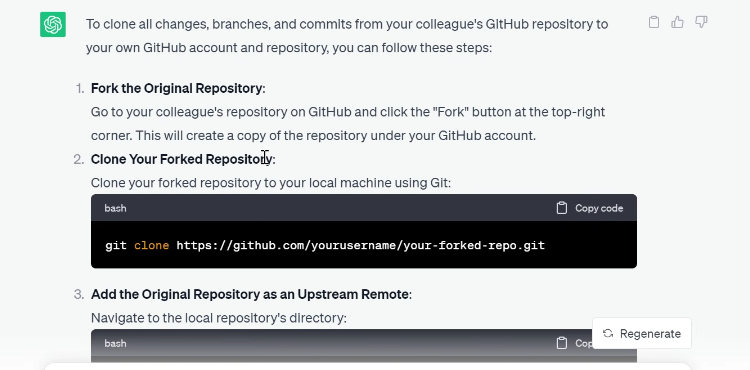 To clone all changes, branches, and commits from your colleague's GitHub repository to
your own GitHub account and repository, you can follow these steps:
1. Fork the Original Repository:
Go to your colleague's repository on GitHub and click the "Fork" button at the top-right
corner. This will create a copy of the repository under your GitHub account.
2. Clone Your Forked Repository:
Clone your forked repository to your local machine using Git:
bash Copy code
git clone https://github.com/yourusername/your-forked-repo.git
3. Add the Original Repository as an Upstream Remote:
Navigate to the local repository's directory:
Regenerate
bash